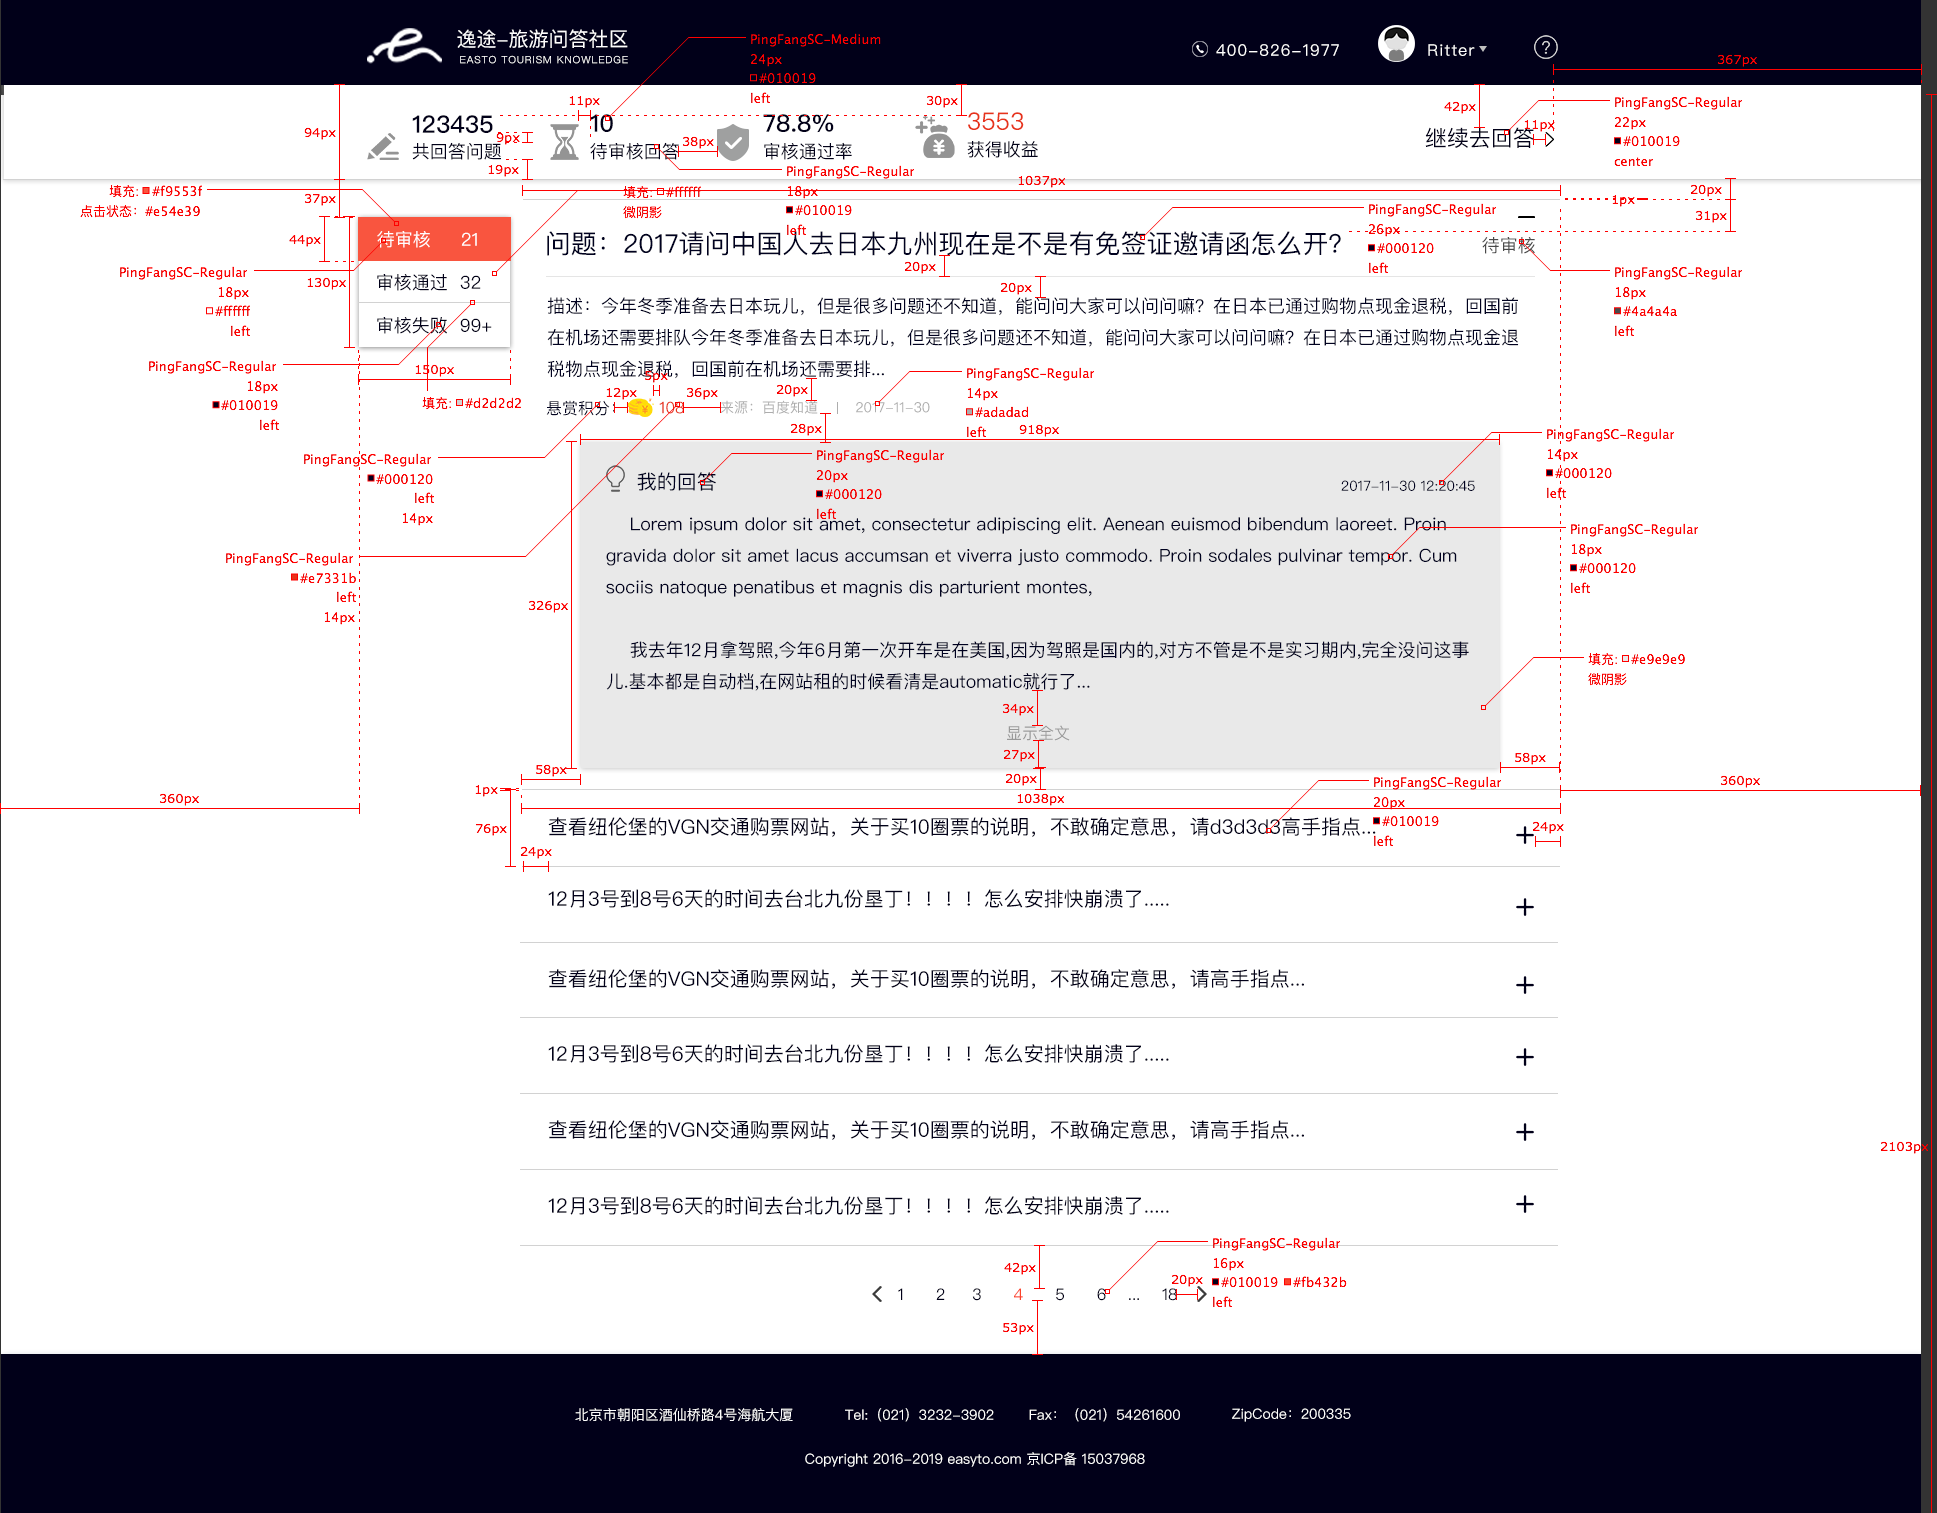 逸途-旅游问答社区
EASTO TOURISM KNOWLEDGE
400-826-1977
Ritter
?
PingFangSC-Medium
24px
#010019
left
367px
94px
11px
30px
42px
PingFangSC-Regular
22px
#010019
center
11px
123435
共回答问题
9px
19px
10
待审核回答
38px
78.8%
审核通过率
3553
获得收益
继续去回答
PingFangSC-Regular
18px
#010019
left
1037px
填充: #f9553f
点击状态: #e54e39
37px
填充: #ffffff
微阴影
20px
1px
31px
44px
130px
待审核 21
审核通过 32
审核失败 99+
问题：2017请问中国人去日本九州现在是不是有免签证邀请函怎么开？
待审核
PingFangSC-Regular
26px
#000120
left
20px
20px
PingFangSC-Regular
18px
#ffffff
left
PingFangSC-Regular
18px
#4a4a4a
left
描述：今年冬季准备去日本玩儿，但是很多问题还不知道，能问问大家可以问问嘛？在日本已通过购物点现金退税，回国前
在机场还需要排队今年冬季准备去日本玩儿，但是很多问题还不知道，能问问大家可以问问嘛？在日本已通过购物点现金退
税物点现金退税，回国前在机场还需要排...
PingFangSC-Regular
18px
#010019
left
150px
填充: #d2d2d2
12px
5px
36px
20px
PingFangSC-Regular
14px
#adadad
left
悬赏积分：
108
来源：百度知道 | 2017-11-30
28px
918px
PingFangSC-Regular
#000120
left
14px
PingFangSC-Regular
20px
#000120
left
PingFangSC-Regular
14px
#000120
left
我的回答
2017-11-30 12:20:45
Lorem ipsum dolor sit amet, consectetur adipiscing elit. Aenean euismod bibendum laoreet. Proin
gravida dolor sit amet lacus accumsan et viverra justo commodo. Proin sodales pulvinar tempor. Cum
sociis natoque penatibus et magnis dis parturient montes,
PingFangSC-Regular
18px
#000120
left
PingFangSC-Regular
#e7331b
left
14px
326px
我去年12月拿驾照,今年6月第一次开车是在美国,因为驾照是国内的,对方不管是不是实习期内,完全没问这事
儿.基本都是自动档,在网站租的时候看清是automatic就行了...
填充: #e9e9e9
微阴影
34px
显示全文
27px
58px
20px
58px
1px
360px
1038px
360px
PingFangSC-Regular
20px
#010019
left
76px
24px
24px
查看纽伦堡的VGN交通购票网站，关于买10圈票的说明，不敢确定意思，请d3d3d3高手指点...
12月3号到8号6天的时间去台北九份垦丁！！！！怎么安排快崩溃了.....
查看纽伦堡的VGN交通购票网站，关于买10圈票的说明，不敢确定意思，请高手指点...
12月3号到8号6天的时间去台北九份垦丁！！！！怎么安排快崩溃了.....
查看纽伦堡的VGN交通购票网站，关于买10圈票的说明，不敢确定意思，请高手指点...
2103px
12月3号到8号6天的时间去台北九份垦丁！！！！怎么安排快崩溃了.....
42px
PingFangSC-Regular
16px
#010019 #fb432b
left
20px
1 2 3 4 5 6 ... 18
53px
北京市朝阳区酒仙桥路4号海航大厦 Tel:（021）3232-3902 Fax:（021）54261600 ZipCode：200335
Copyright 2016-2019 easyto.com 京ICP备 15037968